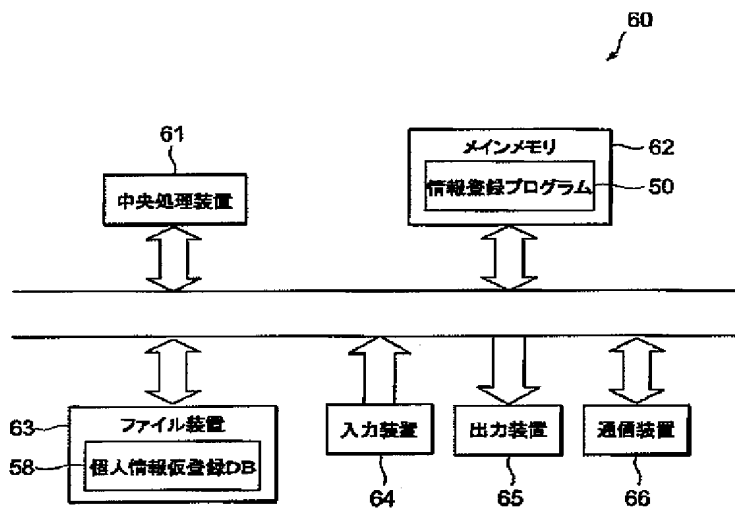 60
61
中央処理装置
メインメモリ
62
情報登録プログラム
50
63
ファイル装置
58
個人情報仮登録DB
入力装置
64
出力装置
65
通信装置
66